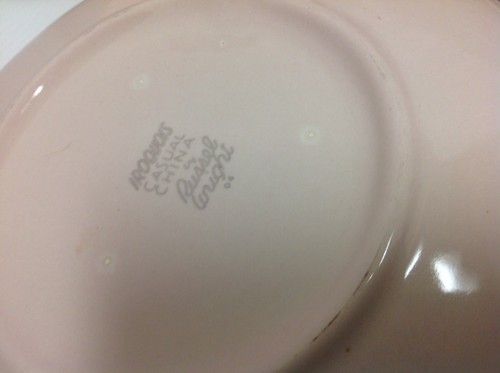 IROQUOIS
CASUAL
CHINA
by
Russel
Wright